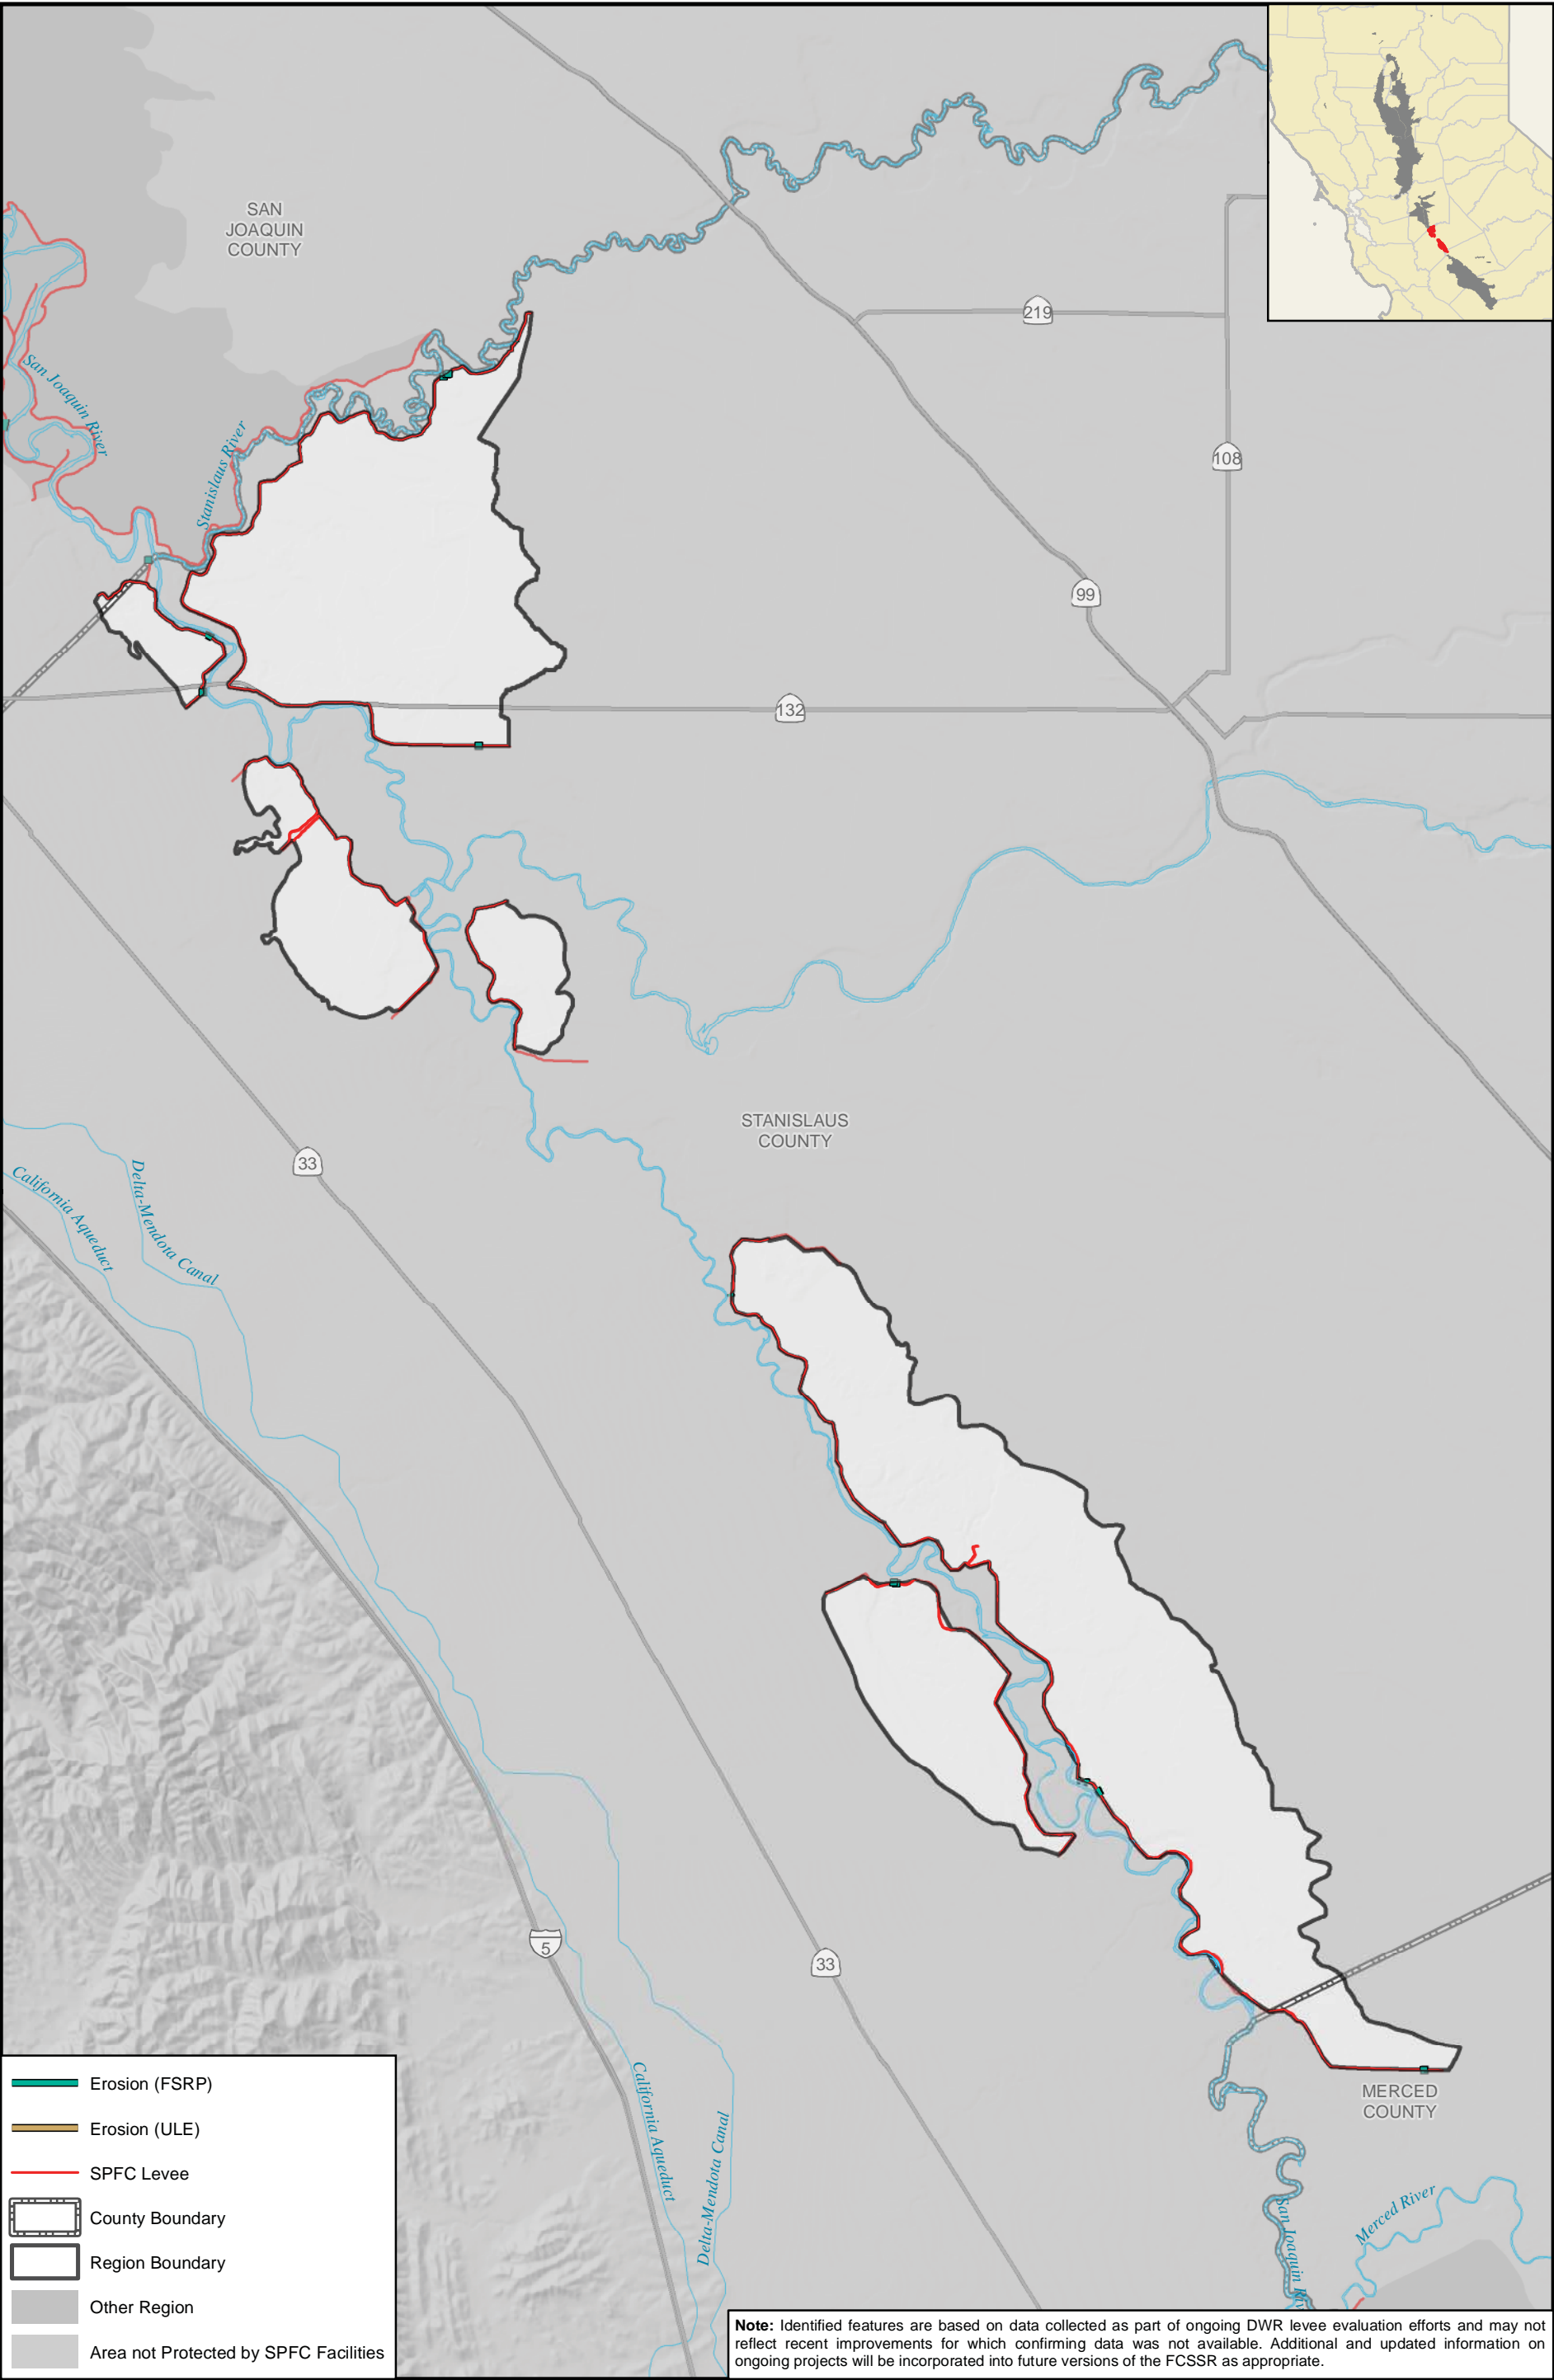 SAN
JOAQUIN
COUNTY
219
San Joaquin River
Stanislaus River
108
99
132
STANISLAUS
COUNTY
33
Delta-Mendota Canal
California Aqueduct
5
33
California Aqueduct
Delta-Mendota Canal
MERCED
COUNTY
Merced River
San Joaquin Riv
Erosion (FSRP)
Erosion (ULE)
SPFC Levee
County Boundary
Region Boundary
Other Region
Area not Protected by SPFC Facilities
Note: Identified features are based on data collected as part of ongoing DWR levee evaluation efforts and may not
reflect recent improvements for which confirming data was not available. Additional and updated information on
ongoing projects will be incorporated into future versions of the FCSSR as appropriate.